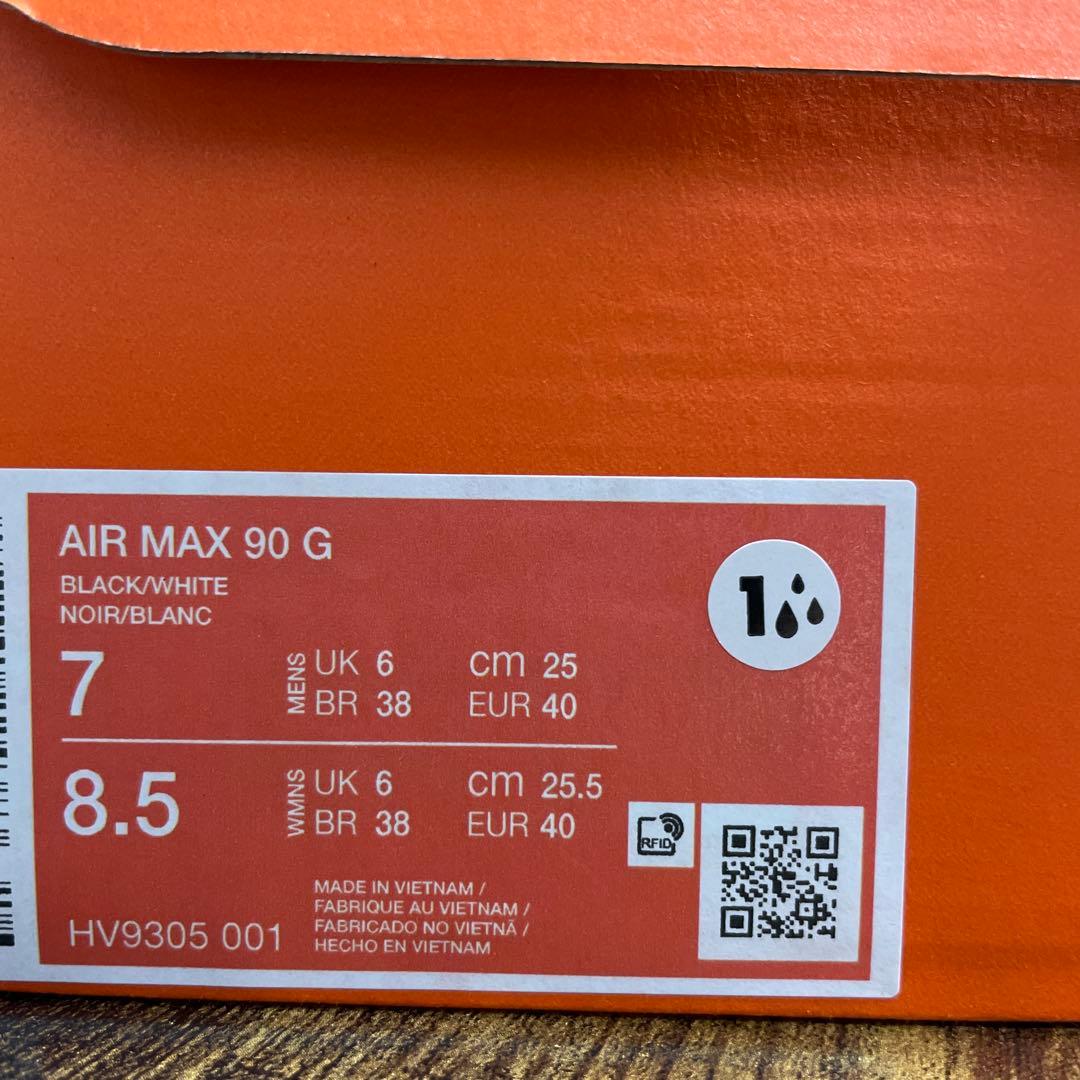 AIR MAX 90 G
BLACK/WHITE
NOIR/BLANC
7 MENS UK 6 cm 25
BR 38 EUR 40
8.5 WMNS UK 6 cm 25.5
BR 38 EUR 40
1
RFID
MADE IN VIETNAM /
FABRIQUE AU VIETNAM /
FABRICADO NO VIETNÃ /
HECHO EN VIETNAM
HV9305 001